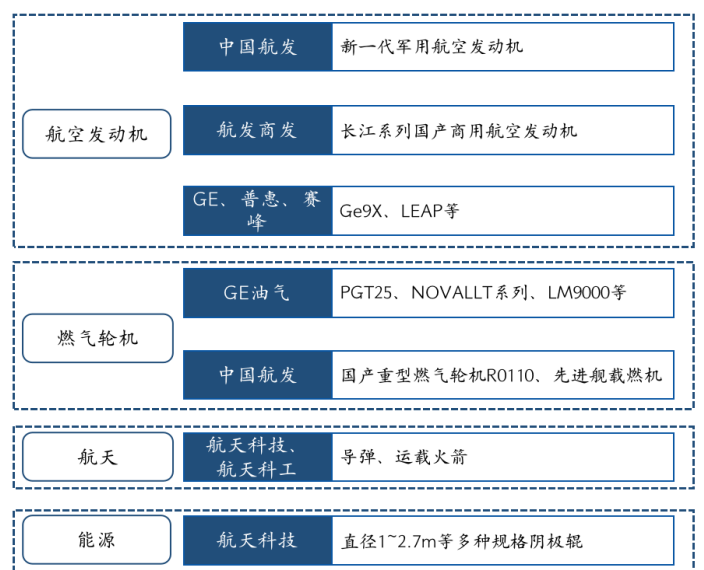 中国航发
新一代军用航空发动机
航空发动机
航发商发
长江系列国产商用航空发动机
GE、普惠、赛
峰
Ge9X、LEAP等
GE油气
PGT25、NOVALLT系列、LM9000等
燃气轮机
中国航发
国产重型燃气轮机R0110、先进舰载燃机
航天
航天科技、
航天科工
导弹、运载火箭
能源
航天科技
直径1~2.7m等多种规格阴极辊